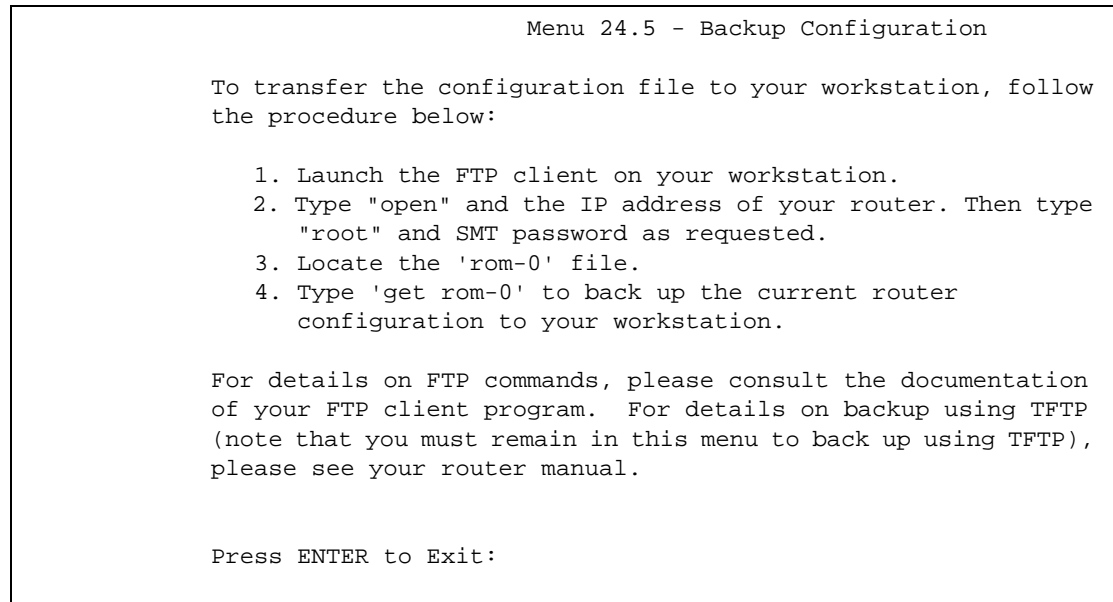 Menu 24.5 - Backup Configuration
To transfer the configuration file to your workstation, follow
the procedure below:
1. Launch the FTP client on your workstation.
2. Type "open" and the IP address of your router. Then type
"root" and SMT password as requested.
3. Locate the 'rom-0' file.
4. Type 'get rom-0' to back up the current router
configuration to your workstation.
For details on FTP commands, please consult the documentation
of your FTP client program.  For details on backup using TFTP
(note that you must remain in this menu to back up using TFTP),
please see your router manual.
Press ENTER to Exit: